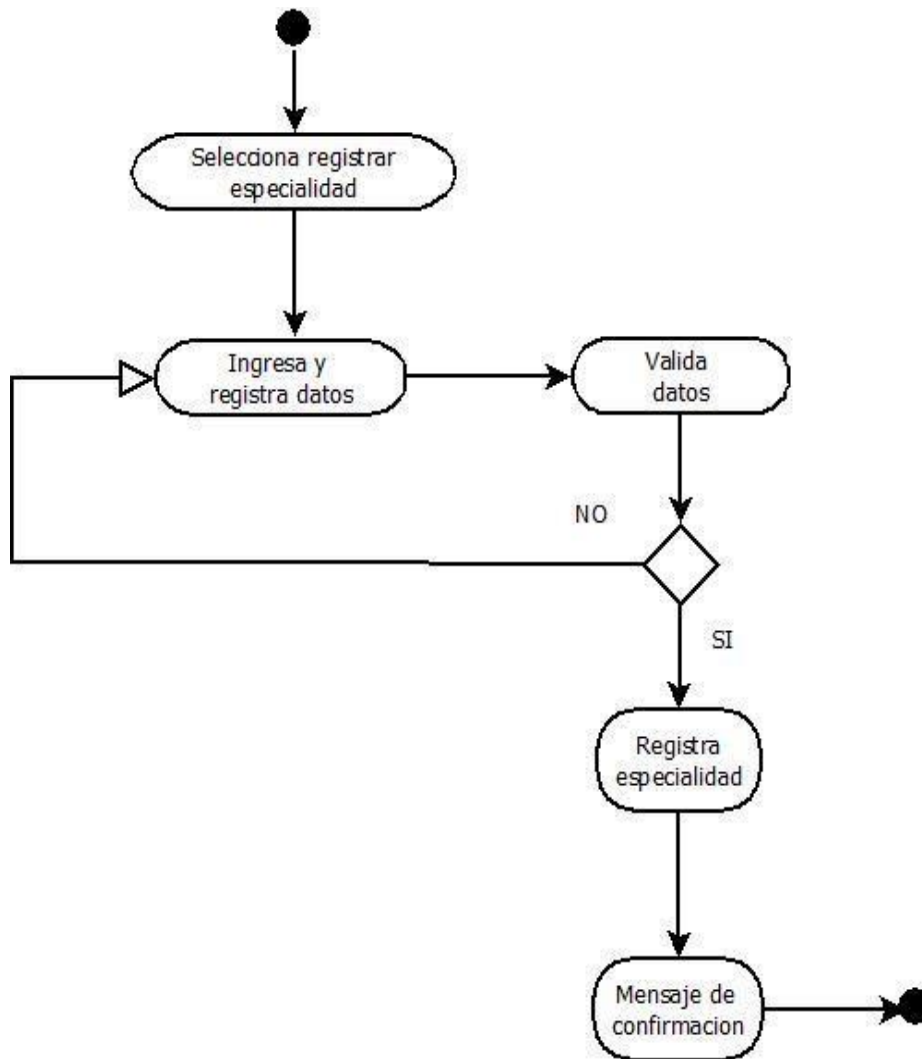 Selecciona registrar
especialidad
Ingresa y
registra datos
Valida
datos
NO
SI
Registra
especialidad
Mensaje de
confirmacion